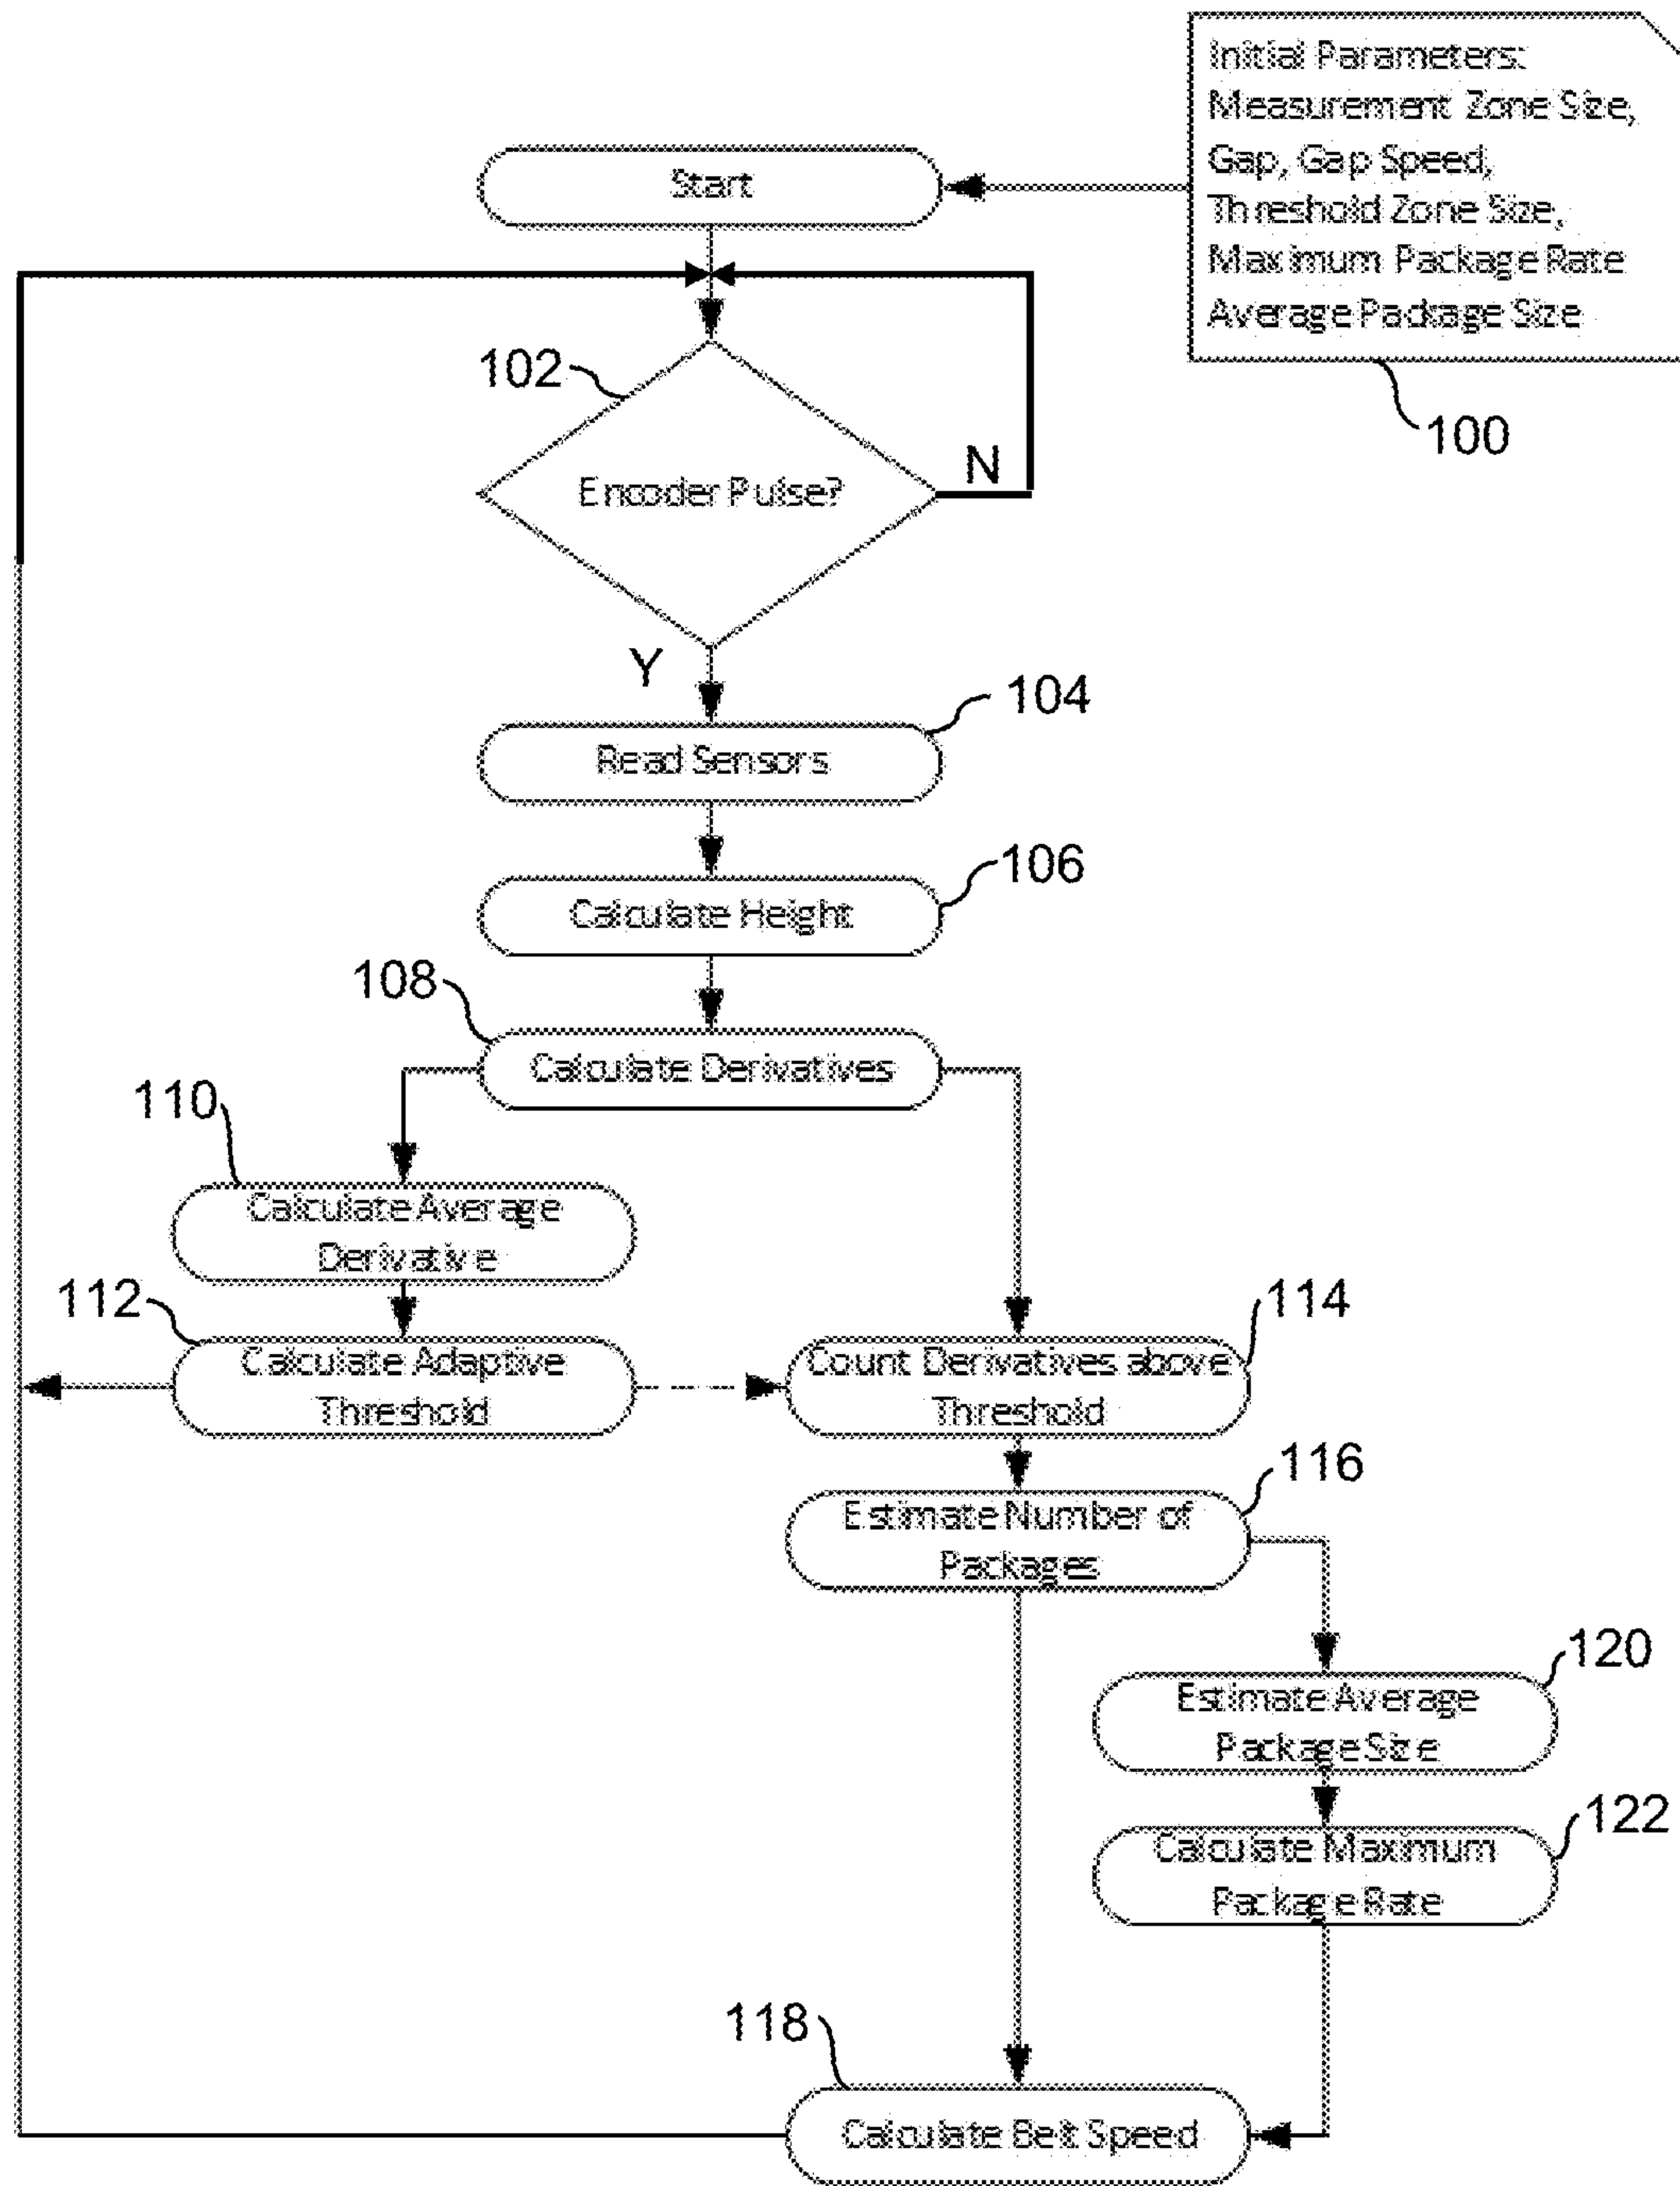 Initial Parameters:
Measurement Zone Size,
Gap, Gap Speed,
Threshold Zone Size,
Maximum Package Rate
Average Package Size
100
Start
102
Encoder Pulse?
N
Y
104
Read Sensors
106
Calculate Height
108
Calculate Derivatives
110
Calculate Average
Derivative
112
Calculate Adaptive
Threshold
114
Count Derivatives above
Threshold
116
Estimate Number of
Packages
120
Estimate Average
Package Size
122
Calculate Maximum
Package Rate
118
Calculate Belt Speed